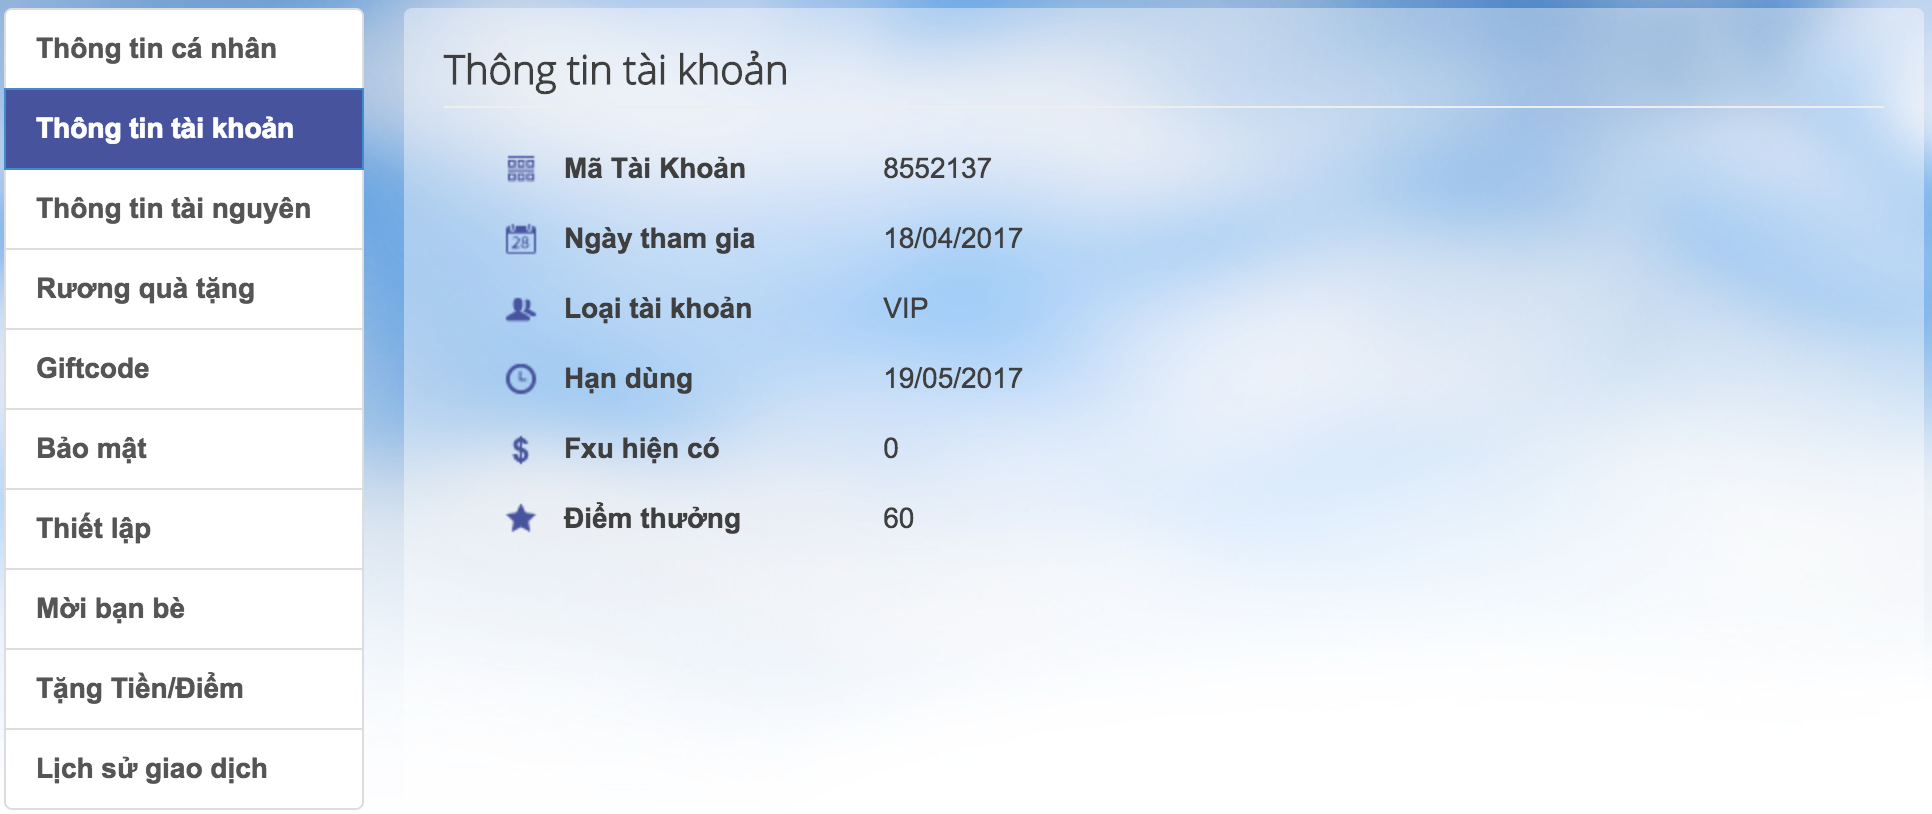 Thông tin cá nhân
Thông tin tài khoản
Thông tin tài nguyên
Rương quà tặng
Giftcode
Bảo mật
Thiết lập
Mời bạn bè
Tặng Tiền/Điểm
Lịch sử giao dịch
Thông tin tài khoản
Mã Tài Khoản 8552137
28 Ngày tham gia 18/04/2017
Loại tài khoản VIP
Hạn dùng 19/05/2017
$ Fxu hiện có 0
Điểm thưởng 60